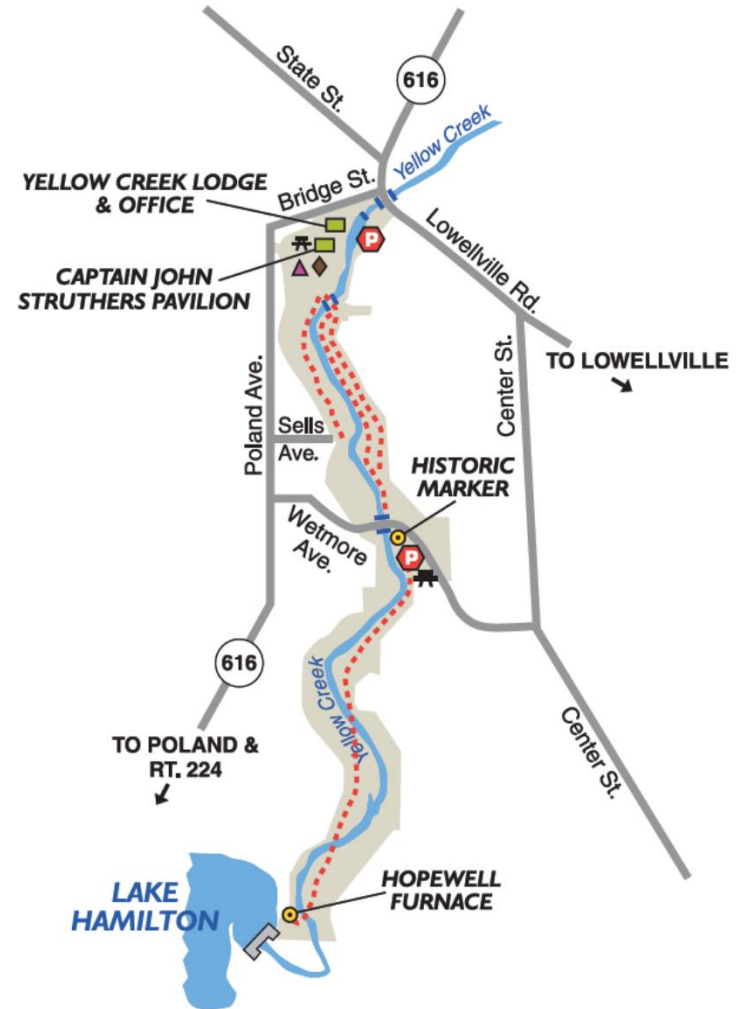 State St.
616
Yellow Creek
YELLOW CREEK LODGE
& OFFICE
Bridge St.
P
Lowellville Rd.
CAPTAIN JOHN
STRUTHERS PAVILION
TO LOWELLVILLE
Poland Ave.
Center St.
Sells
Ave.
HISTORIC
MARKER
Wetmore
Ave.
P
616
Yellow Creek
Center St.
TO POLAND &
RT. 224
LAKE
HAMILTON
HOPEWELL
FURNACE